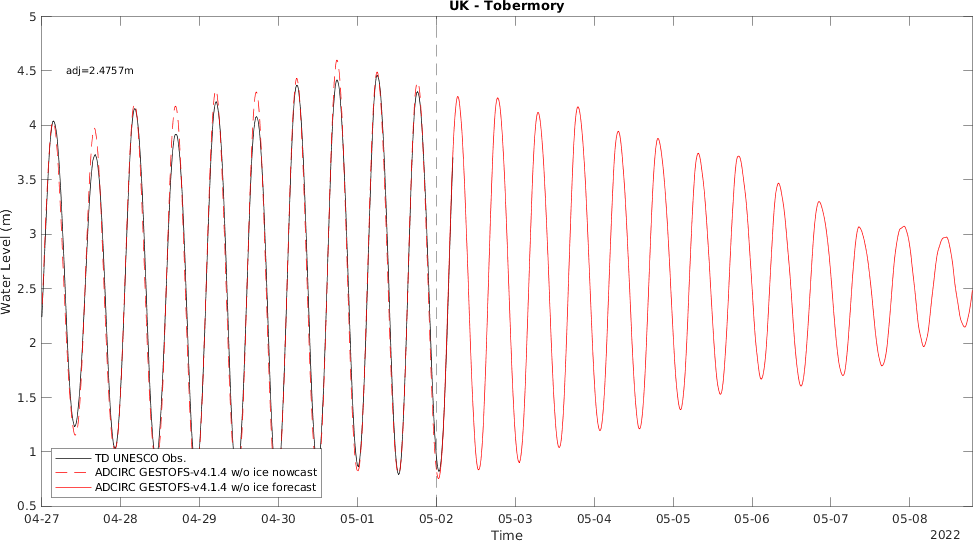 UK - Tobermory
5
4.5
4
3.5
3
2.5
2
1.5
1
0.5
Water Level (m)
adj=2.4757m
TD UNESCO Obs.
ADCIRC GESTOFS-v4.1.4 w/o ice nowcast
ADCIRC GESTOFS-v4.1.4 w/o ice forecast
04-27 04-28 04-29 04-30 05-01 05-02 05-03 05-04 05-05 05-06 05-07 05-08
2022
Time